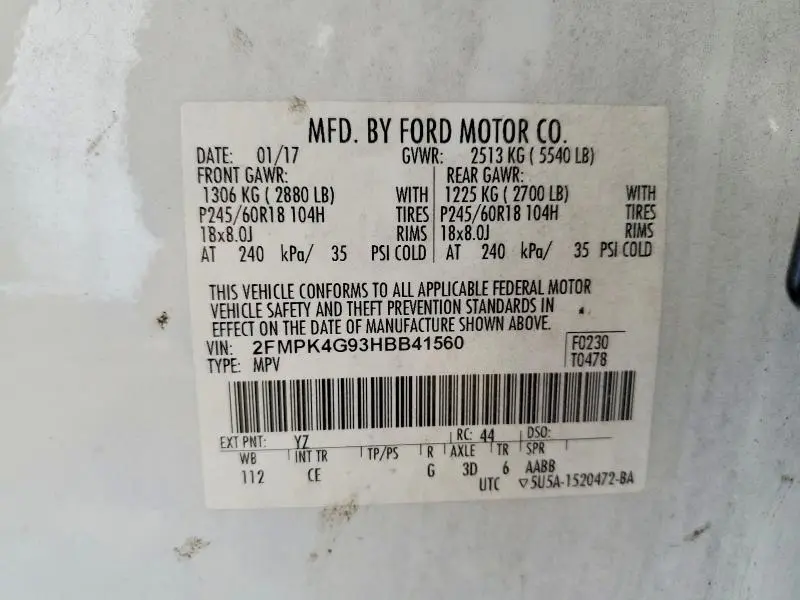 MFD. BY FORD MOTOR CO.
DATE: 01/17 GVWR: 2513 KG ( 5540 LB)
FRONT GAWR: REAR GAWR:
1306 KG ( 2880 LB) WITH 1225 KG ( 2700 LB) WITH
P245/60R18 104H TIRES P245/60R18 104H TIRES
18x8.0J RIMS 18x8.0J RIMS
AT 240 kPa/ 35 PSI COLD AT 240 kPa/ 35 PSI COLD
THIS VEHICLE CONFORMS TO ALL APPLICABLE FEDERAL MOTOR
VEHICLE SAFETY AND THEFT PREVENTION STANDARDS IN
EFFECT ON THE DATE OF MANUFACTURE SHOWN ABOVE.
VIN: 2FMPK4G93HBB41560 F0230
TYPE: MPV T0478
EXT PNT: YZ RC: 44 DSO:
WB INT TR TP/PS R AXLE TR SPR
112 CE G 3D 6 AABB
UTC ▽5U5A-1520472-BA